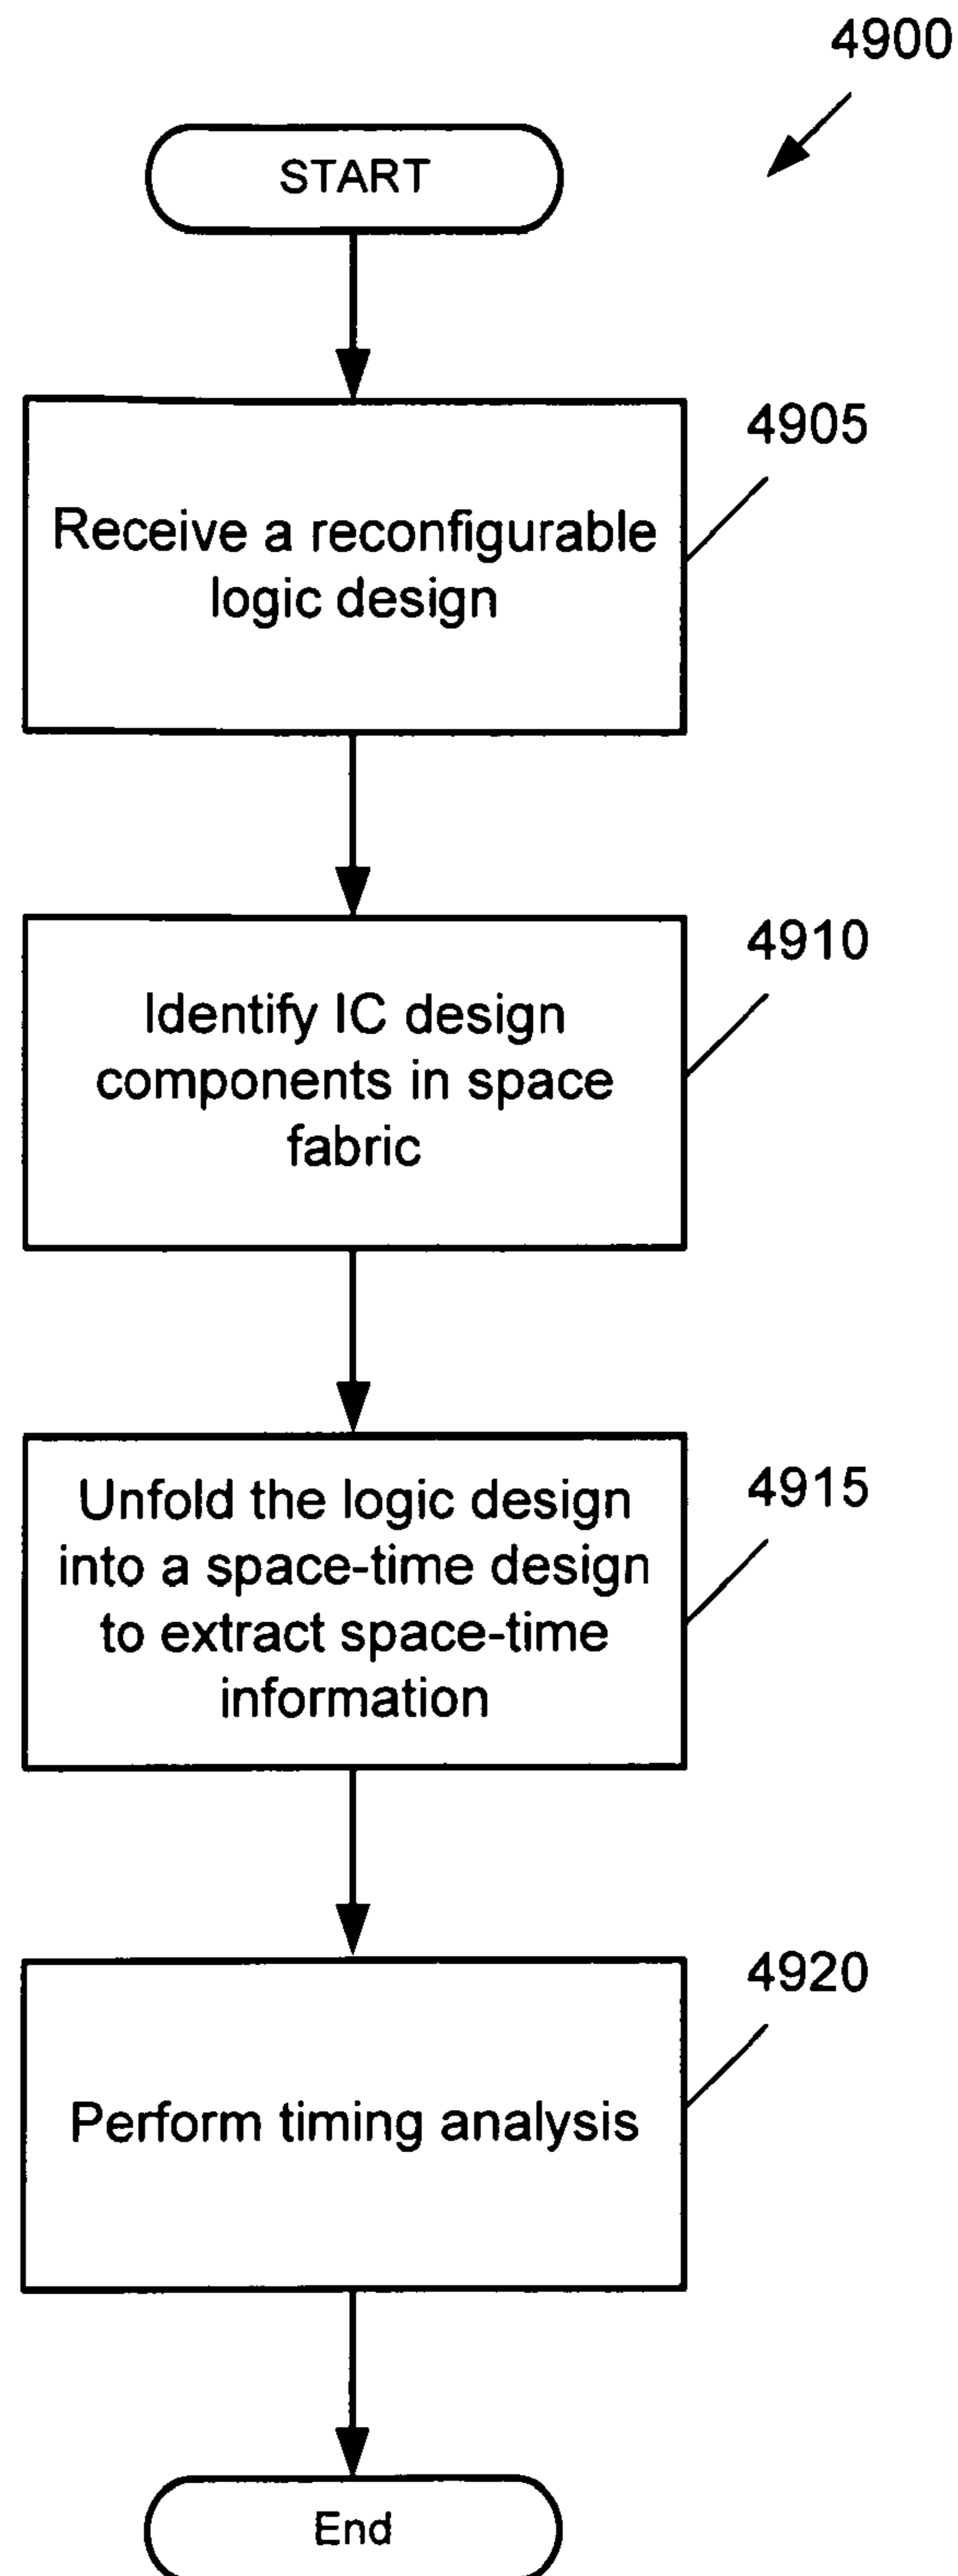 4900
START
4905
Receive a reconfigurable
logic design
4910
Identify IC design
components in space
fabric
4915
Unfold the logic design
into a space-time design
to extract space-time
information
4920
Perform timing analysis
End